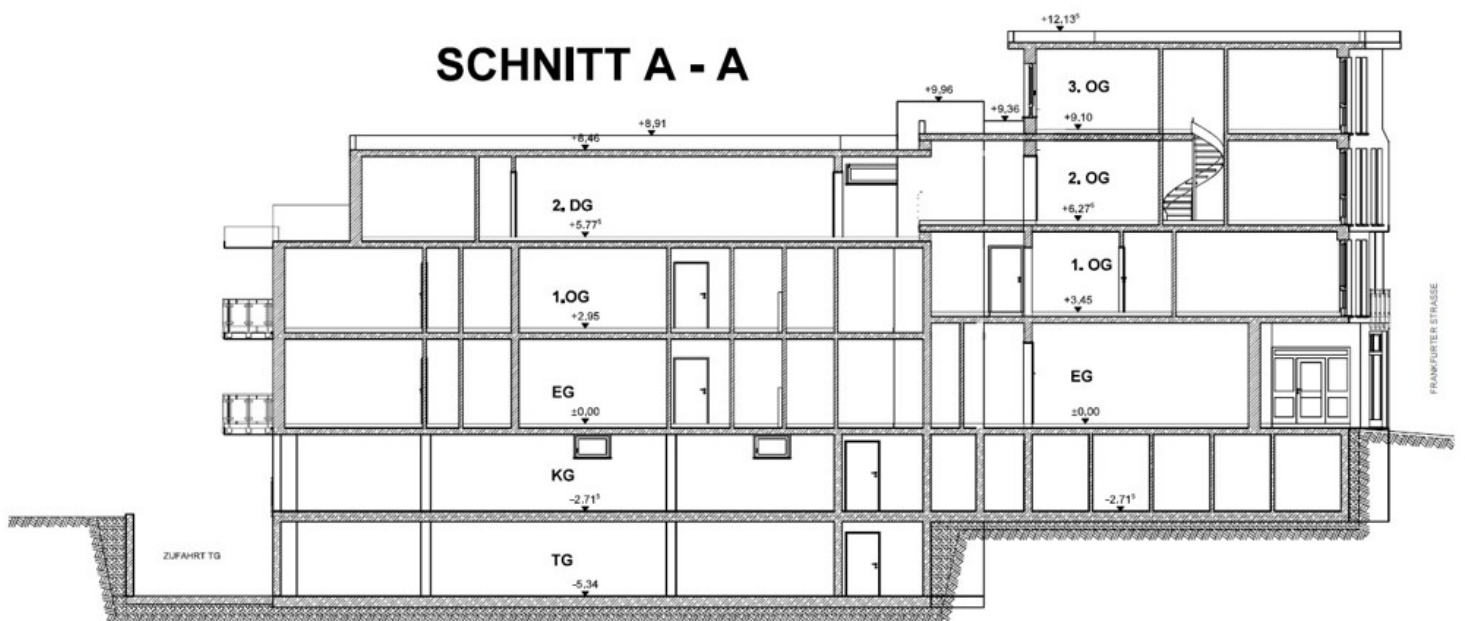 +12,13⁵
SCHNITT A - A
3. OG
+9,96
+9,36
+9,10
+8,91
+8,46
2. OG
2. DG
+6,27⁵
+5.77⁵
1. OG
1.OG
+3,45
+2,95
FRANKFURTER STRASSE
EG
EG
±0,00
±0,00
KG
−2.71⁵
−2.71⁵
ZUFAHRT TG
TG
−5,34